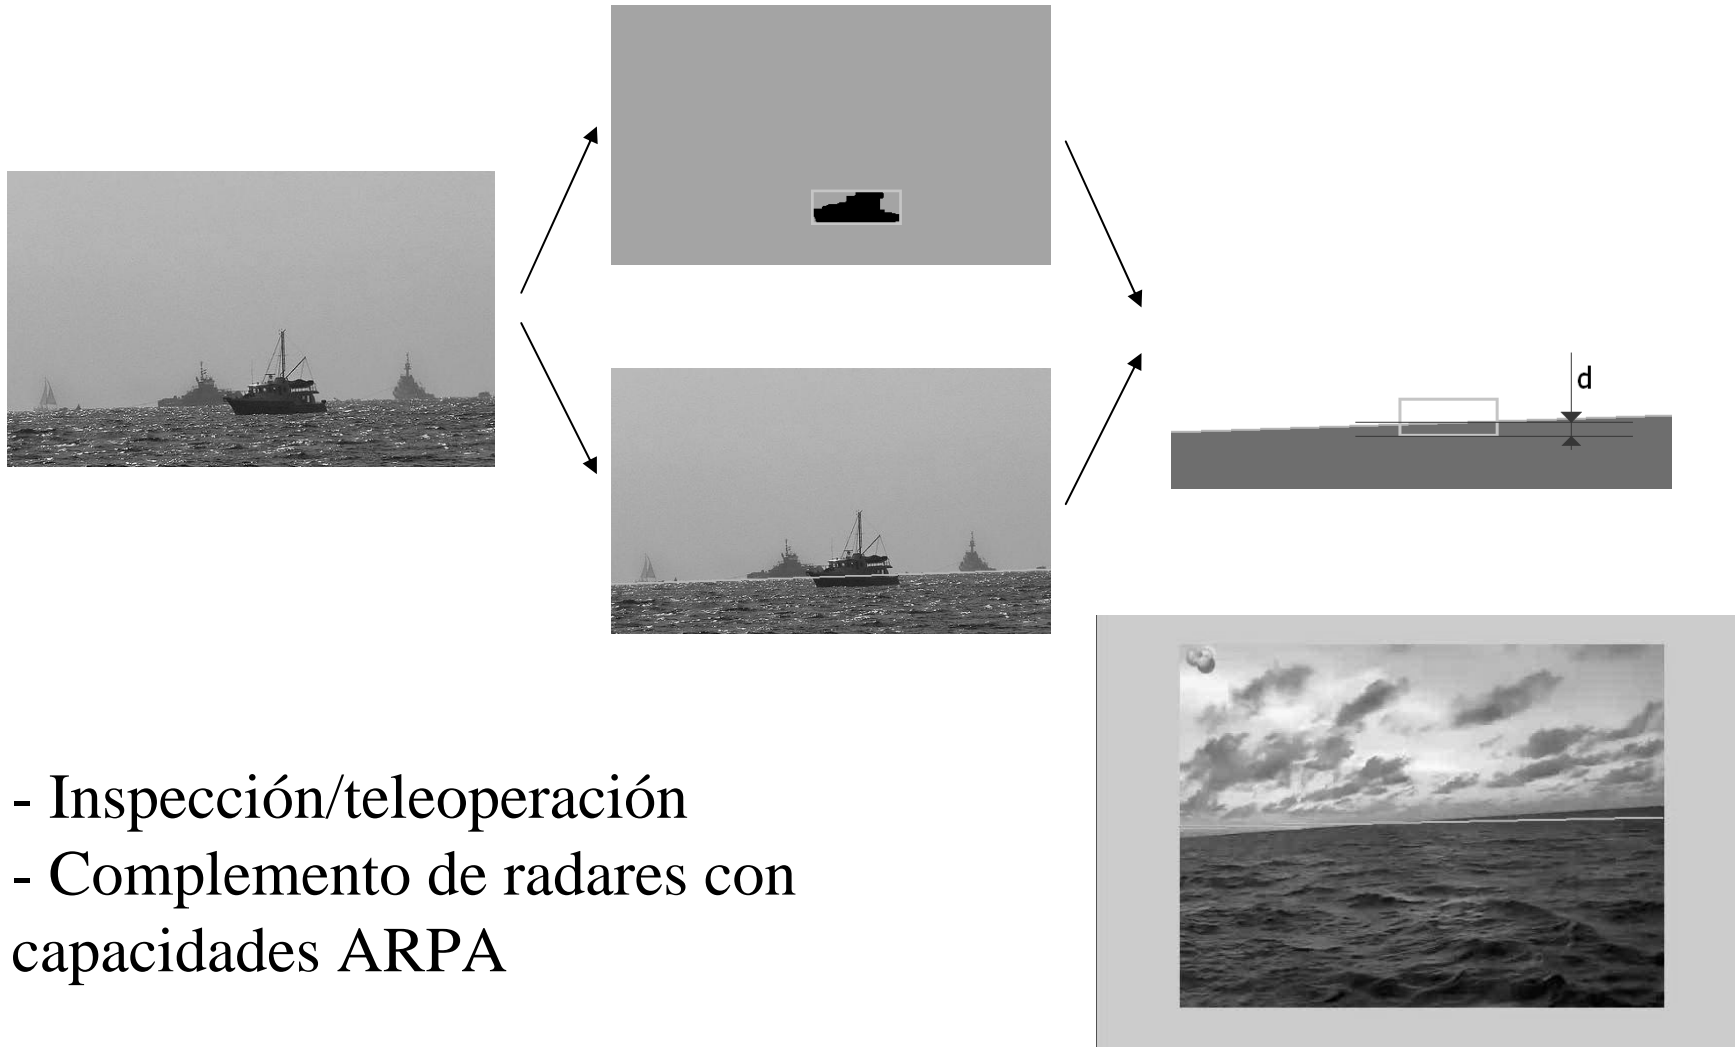 d
- Inspección/teleoperación
- Complemento de radares con
capacidades ARPA